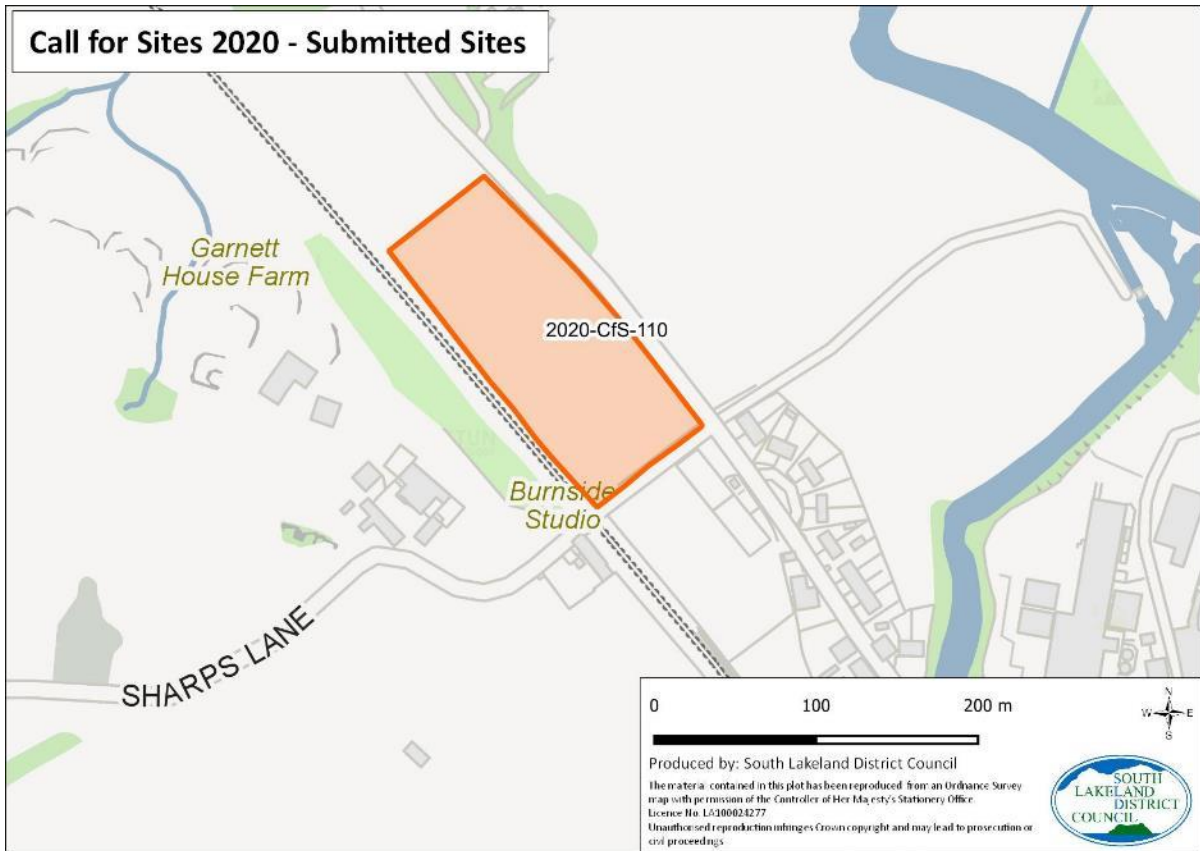 Call for Sites 2020 - Submitted Sites
Garnett
House Farm
2020-CfS-110
Burnside
Studio
SHARPS LANE
0 100 200 m
N
W E
S
Produced by: South Lakeland District Council
The material contained in this plot has been reproduced from an Ordnance Survey
map with permission of the Controller of Her Majesty's Stationery Office
Licence No. LA100024277
Unauthorised reproduction infringes Crown copyright and may lead to prosecution or
civil proceedings
SOUTH
LAKELAND
DISTRICT
COUNCIL